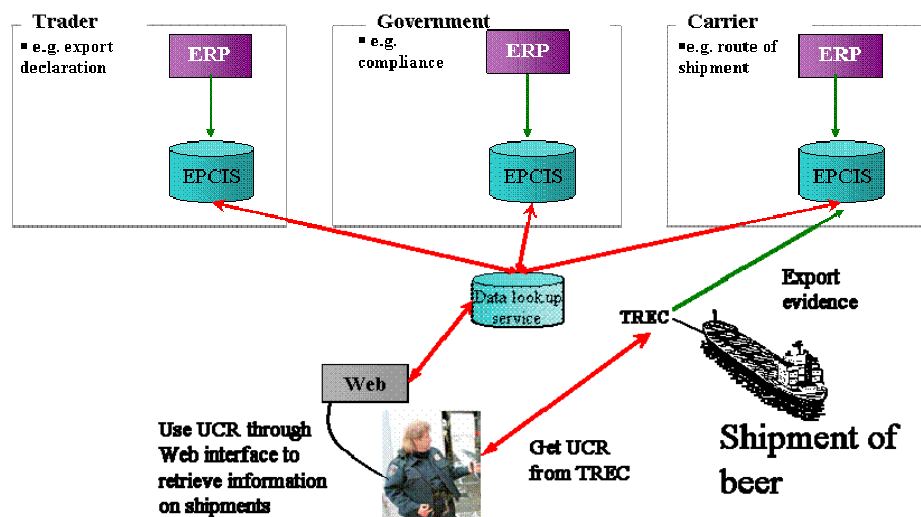 Trader
▪ e.g. export
declaration
ERP
EPCIS
Government
▪ e.g.
compliance
ERP
EPCIS
Carrier
▪e.g. route of
shipment
ERP
EPCIS
Data lookup
service
TREC
Export
evidence
Web
Use UCR through
Web interface to
retrieve information
on shipments
Get UCR
from TREC
Shipment of
beer